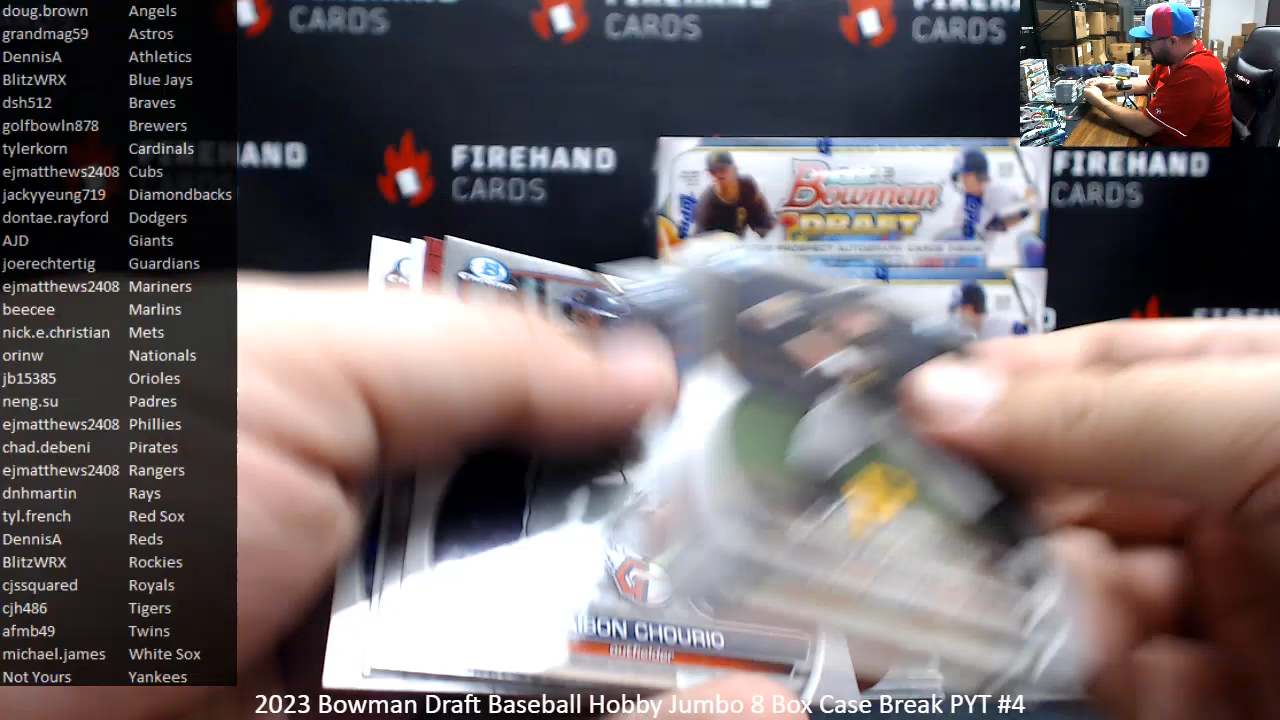 doug.brown Angels
grandmag59 Astros
DennisA Athletics
BlitzWRX Blue Jays
dsh512 Braves
golfbowln878 Brewers
tylerkorn Cardinals
ejmatthews2408 Cubs
jackyyeung719 Diamondbacks
dontae.rayford Dodgers
AJD Giants
joerechtertig Guardians
ejmatthews2408 Mariners
beecee Marlins
nick.e.christian Mets
orinw Nationals
jb15385 Orioles
neng.su Padres
ejmatthews2408 Phillies
chad.debeni Pirates
ejmatthews2408 Rangers
dnhmartin Rays
tyl.french Red Sox
DennisA Reds
BlitzWRX Rockies
cjssquared Royals
cjh486 Tigers
afmb49 Twins
michael.james White Sox
Not Yours Yankees
CARDS
CARDS
CARDS
FIREHAND
CARDS
FIREHAND
CARDS
Bowman
DRAFT
CHOURIO
outfielder
2023 Bowman Draft Baseball Hobby Jumbo 8 Box Case Break PYT #4